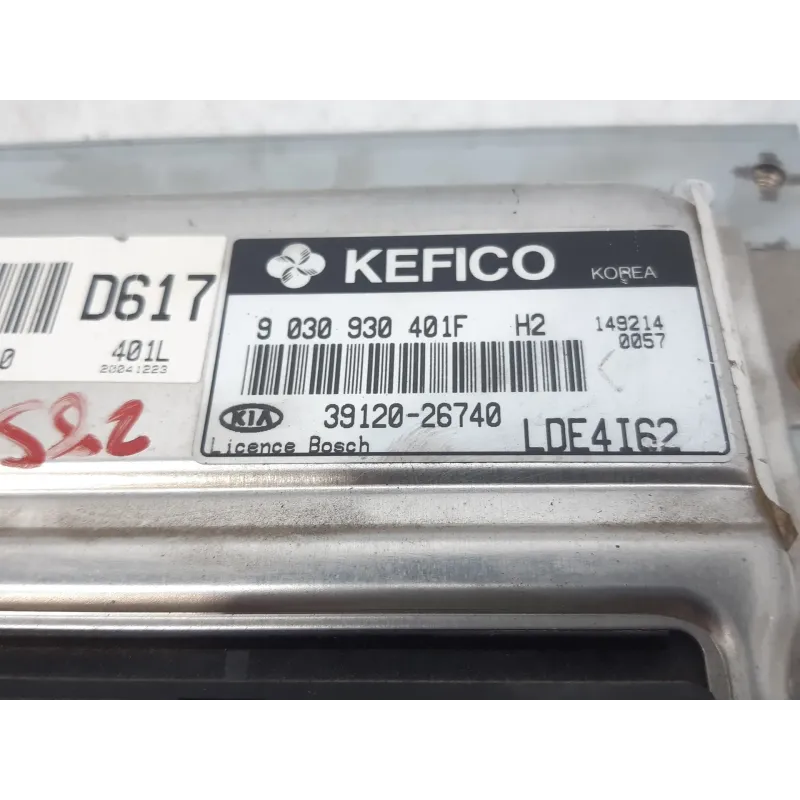 D617
0
401L
20041223
522
KEFICO
KOREA
9 030 930 401F H2
149214
0057
KIA
39120-26740
LDE4I62
Licence Bosch